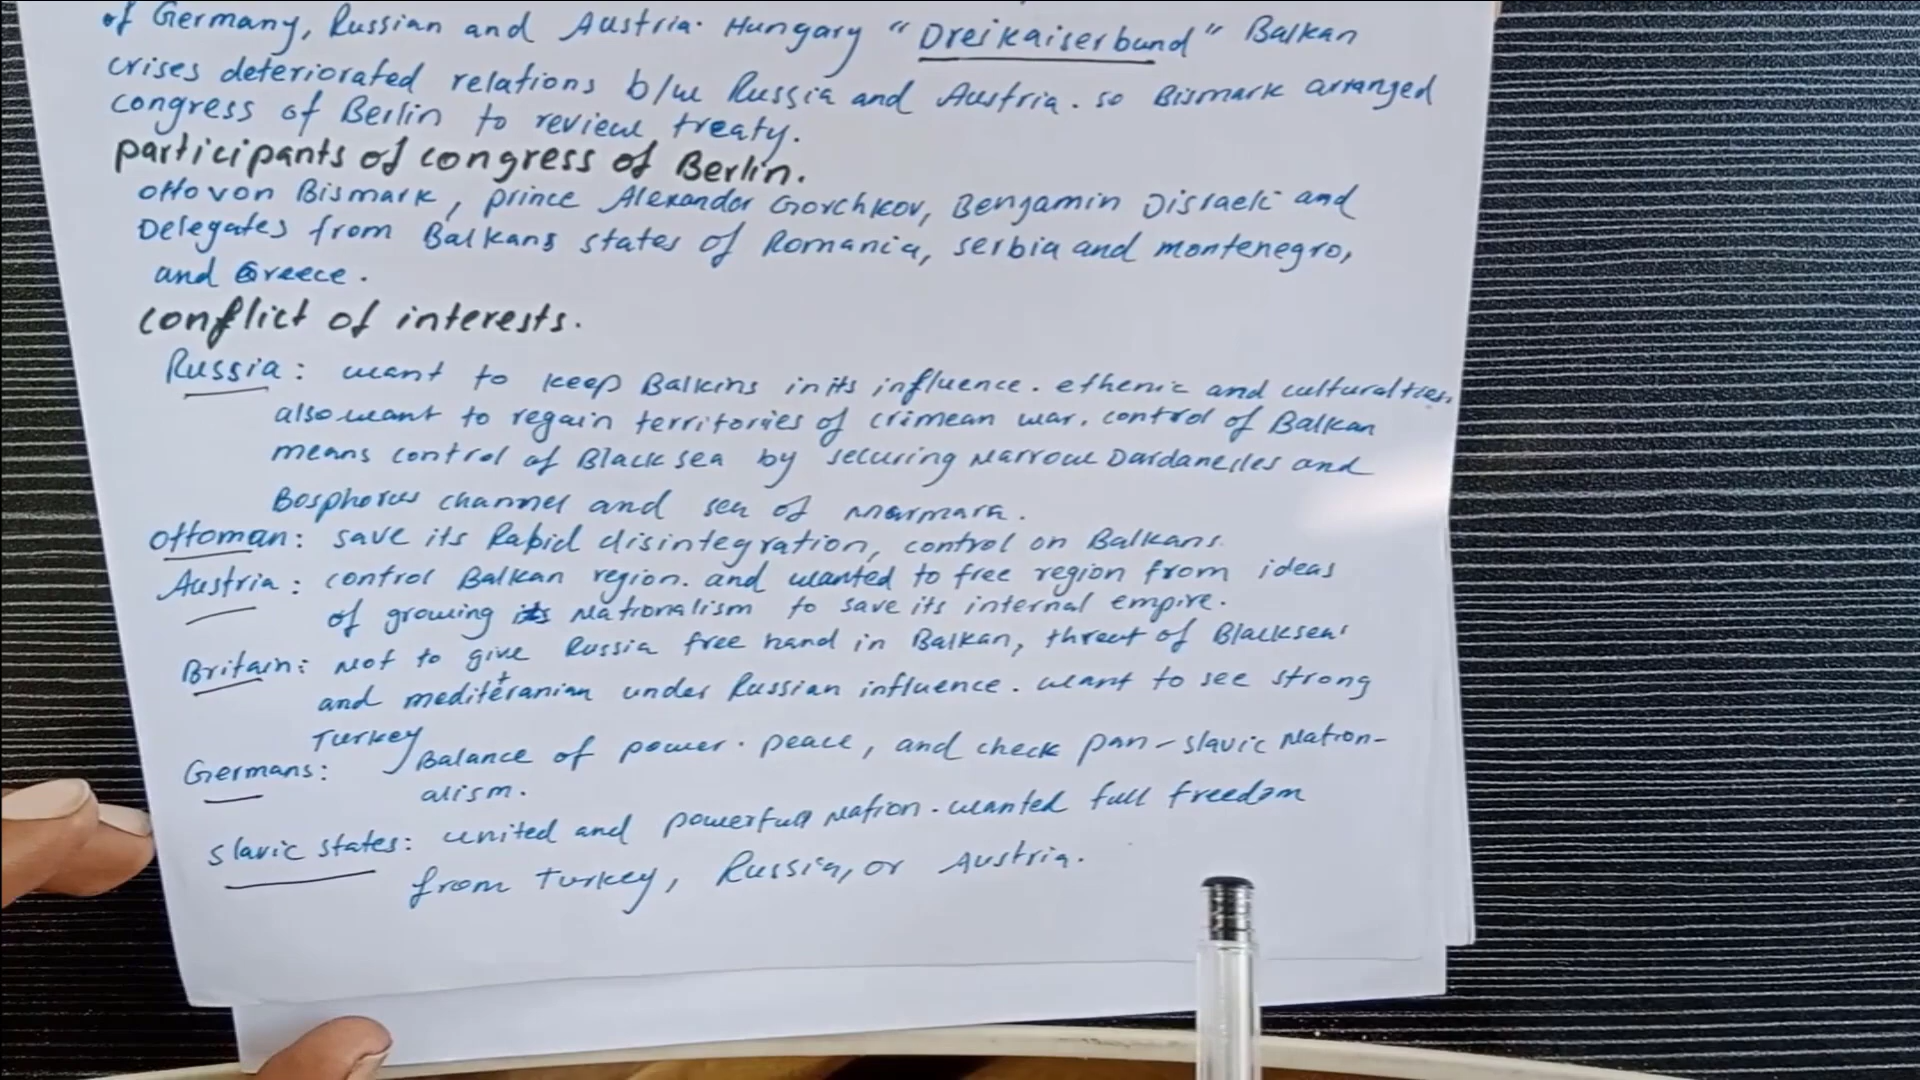 of Germany, Russian and Austria. Hungary "Dreikaiserbund" Balkan
crises deteriorated relations b/w Russia and Austria. so Bismark arranged
congress of Berlin to review treaty.
participants of congress of Berlin.
otto von Bismark, prince Alexander Gorchkov, Bengamin Disraeli and
Delegates from Balkans states of Romania, serbia and montenegro,
and Greece.
conflict of interests.
Russia: want to keep Balkins in its influence. ethenic and cultural ties.
also want to regain territories of crimean war. control of Balkan
means control of Black sea by securing Narrow Dardanelles and
Bosphorus channel and sea of marmara.
ottoman: save its Rapid disintegration, control on Balkans.
Austria: control Balkan region. and wanted to free region from ideas
of growing Nationalism to save its internal empire.
Britain: Not to give Russia free hand in Balkan, threat of Blacksea
and mediteranian under Russian influence. want to see strong
Turkey
Germans: Balance of power. peace, and check pan-slavic Nation-
alism.
slavic states: united and powerful Nation. wanted full freedom
from Turkey, Russia, or Austria.